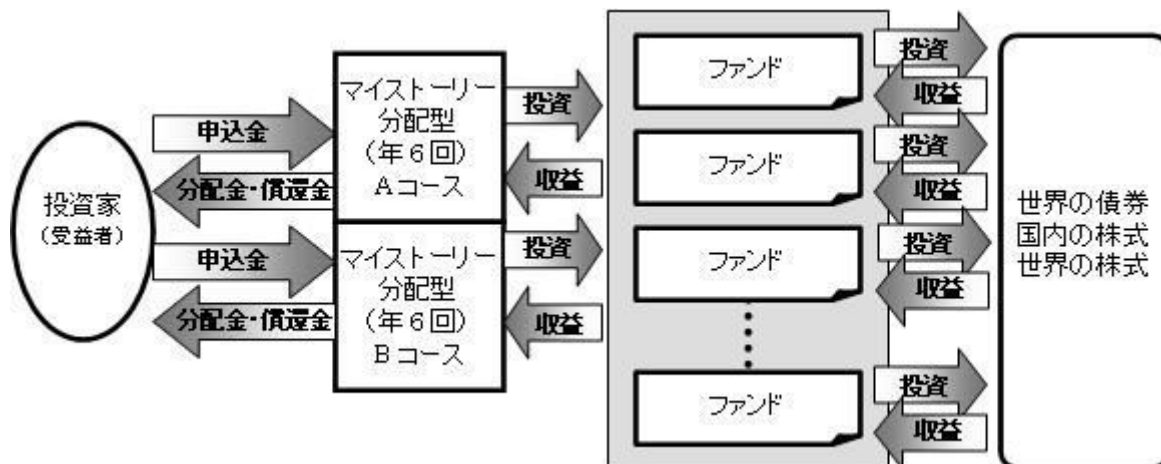 投資家
（受益者）
申込金
分配金・償還金
申込金
分配金・償還金
マイストーリー
分配型
（年６回）
Ａコース
マイストーリー
分配型
（年６回）
Ｂコース
投資
収益
投資
収益
ファンド
ファンド
ファンド
ファンド
投資
収益
投資
収益
投資
収益
投資
収益
世界の債券
国内の株式
世界の株式